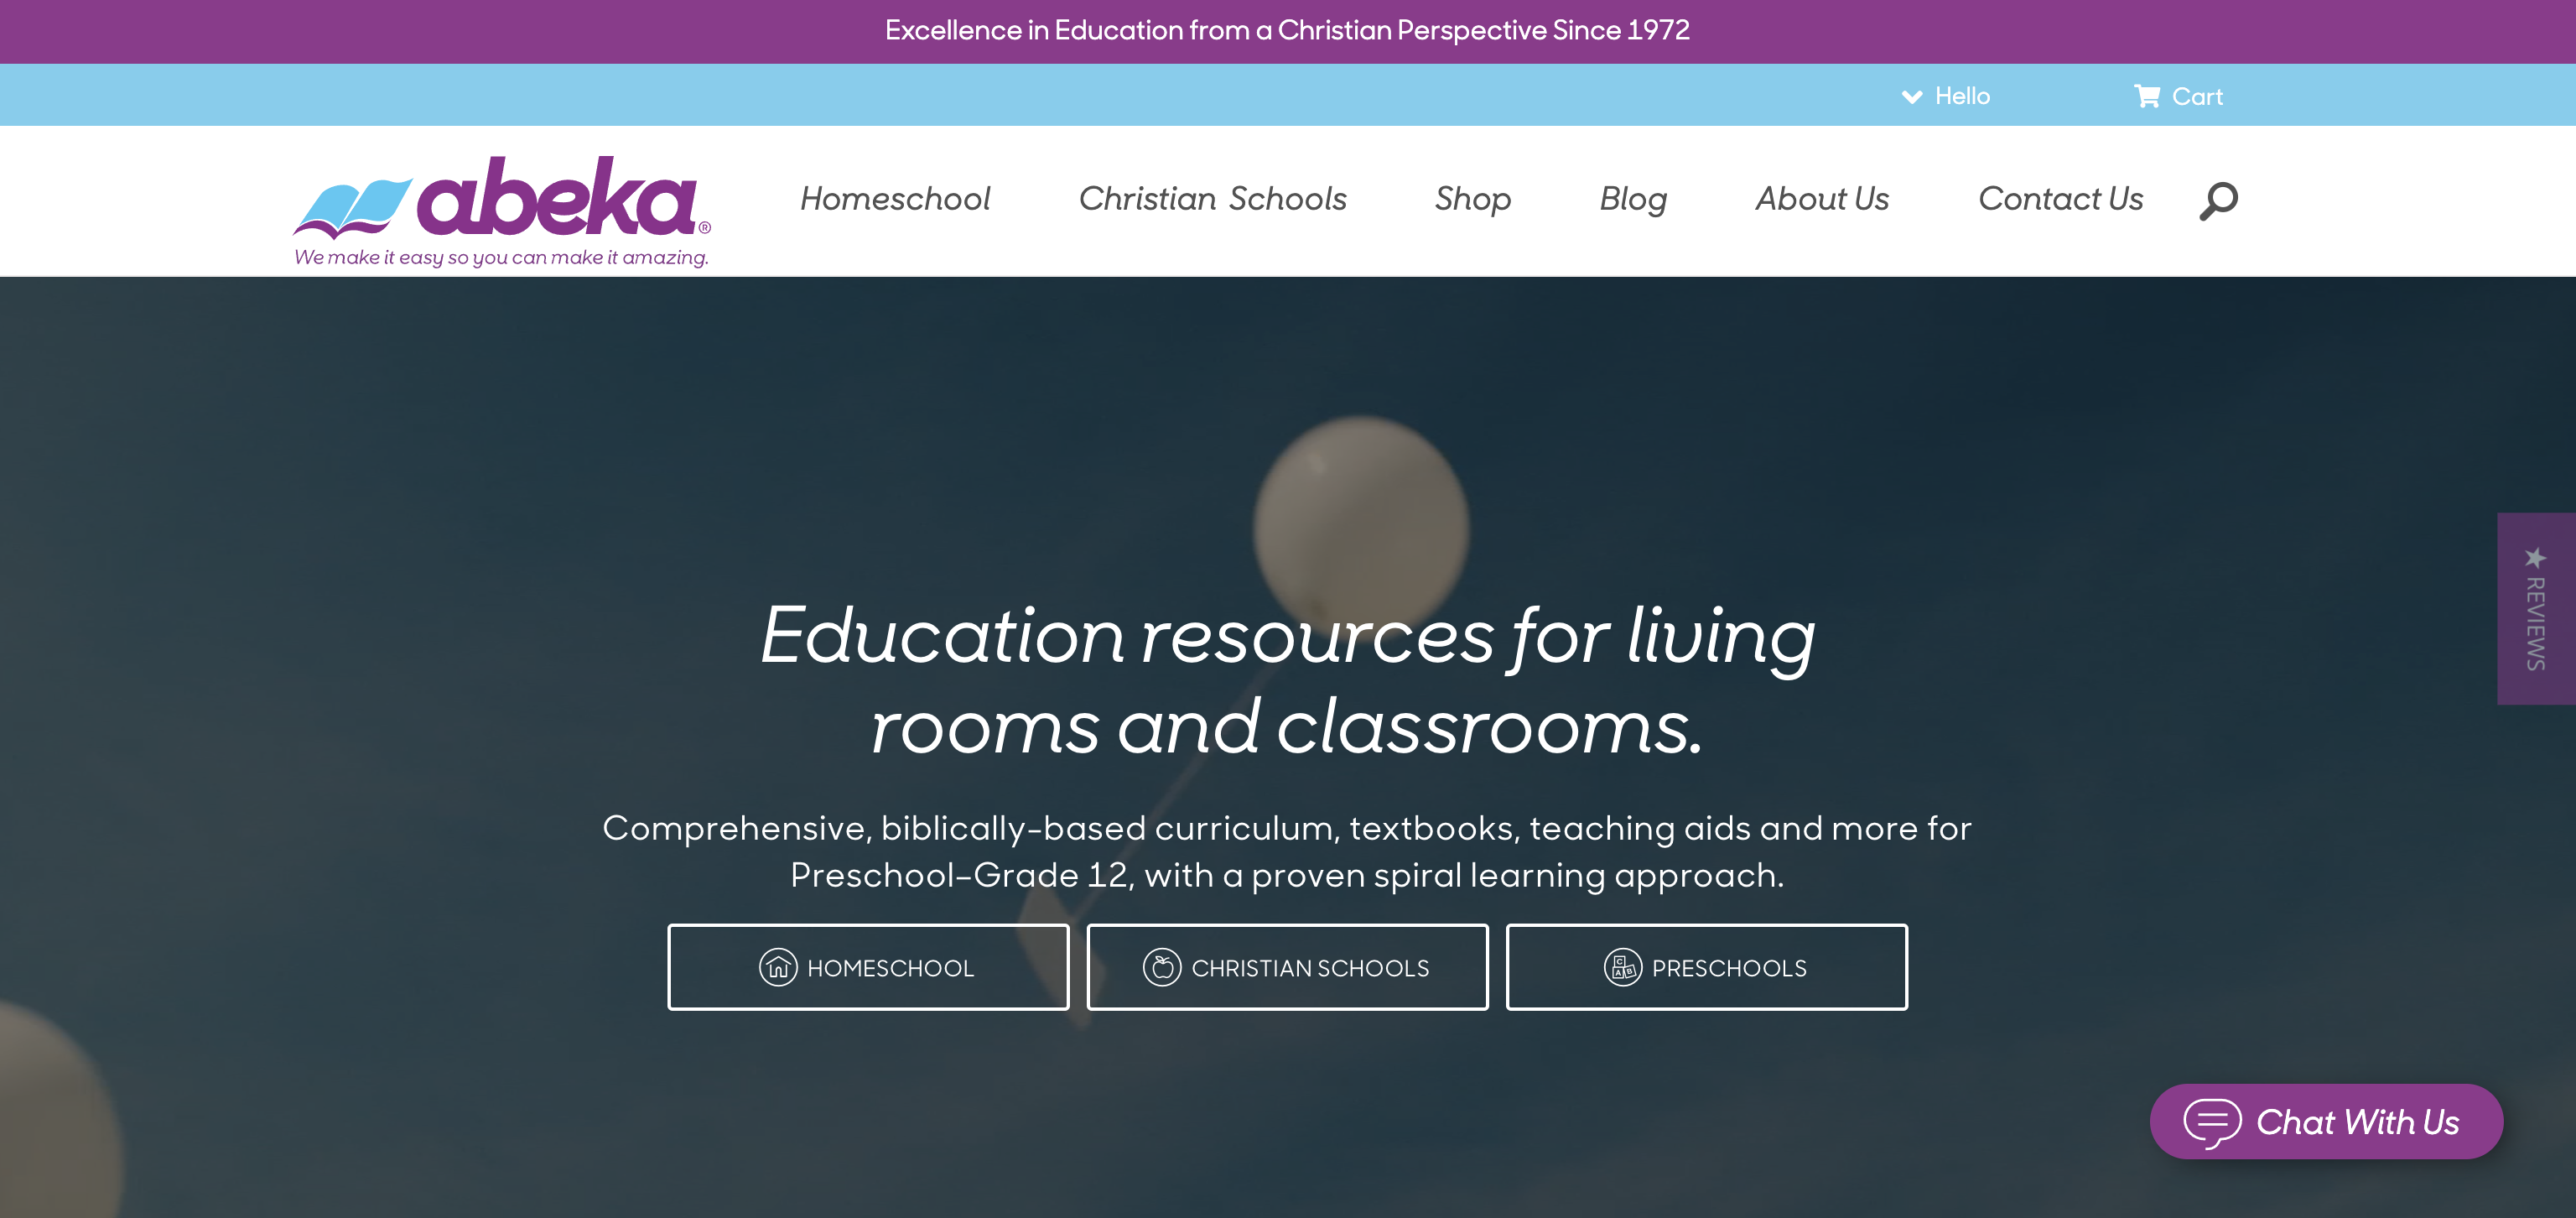 Excellence in Education from a Christian Perspective Since 1972
Hello
Cart
abeka®
We make it easy so you can make it amazing.
Homeschool
Christian Schools
Shop
Blog
About Us
Contact Us
Education resources for living
rooms and classrooms.
Comprehensive, biblically-based curriculum, textbooks, teaching aids and more for
Preschool–Grade 12, with a proven spiral learning approach.
HOMESCHOOL
CHRISTIAN SCHOOLS
C
A B
PRESCHOOLS
★ REVIEWS
Chat With Us